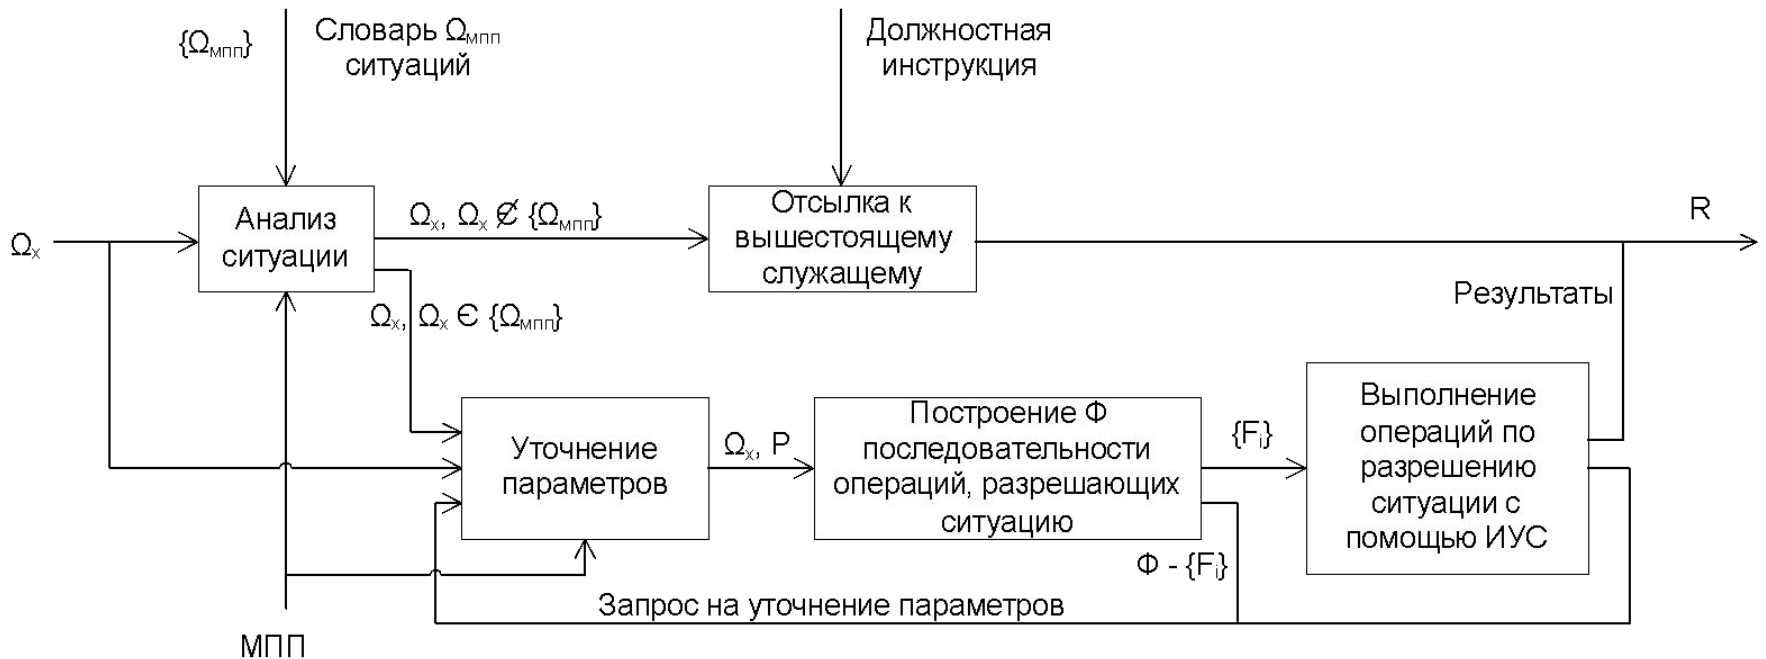 {Ωмпп}
Словарь Ωмпп
ситуаций
Должностная
инструкция
Ωx
Анализ
ситуации
Ωx, Ωx ∉ {Ωмпп}
Отсылка к
вышестоящему
служащему
R
Результаты
Ωx, Ωx Є {Ωмпп}
Уточнение
параметров
Ωx, P
Построение Ф
последовательности
операций, разрешающих
ситуацию
{Fi}
Выполнение
операций по
разрешению
ситуации с
помощью ИУС
Ф - {Fi}
Запрос на уточнение параметров
МПП